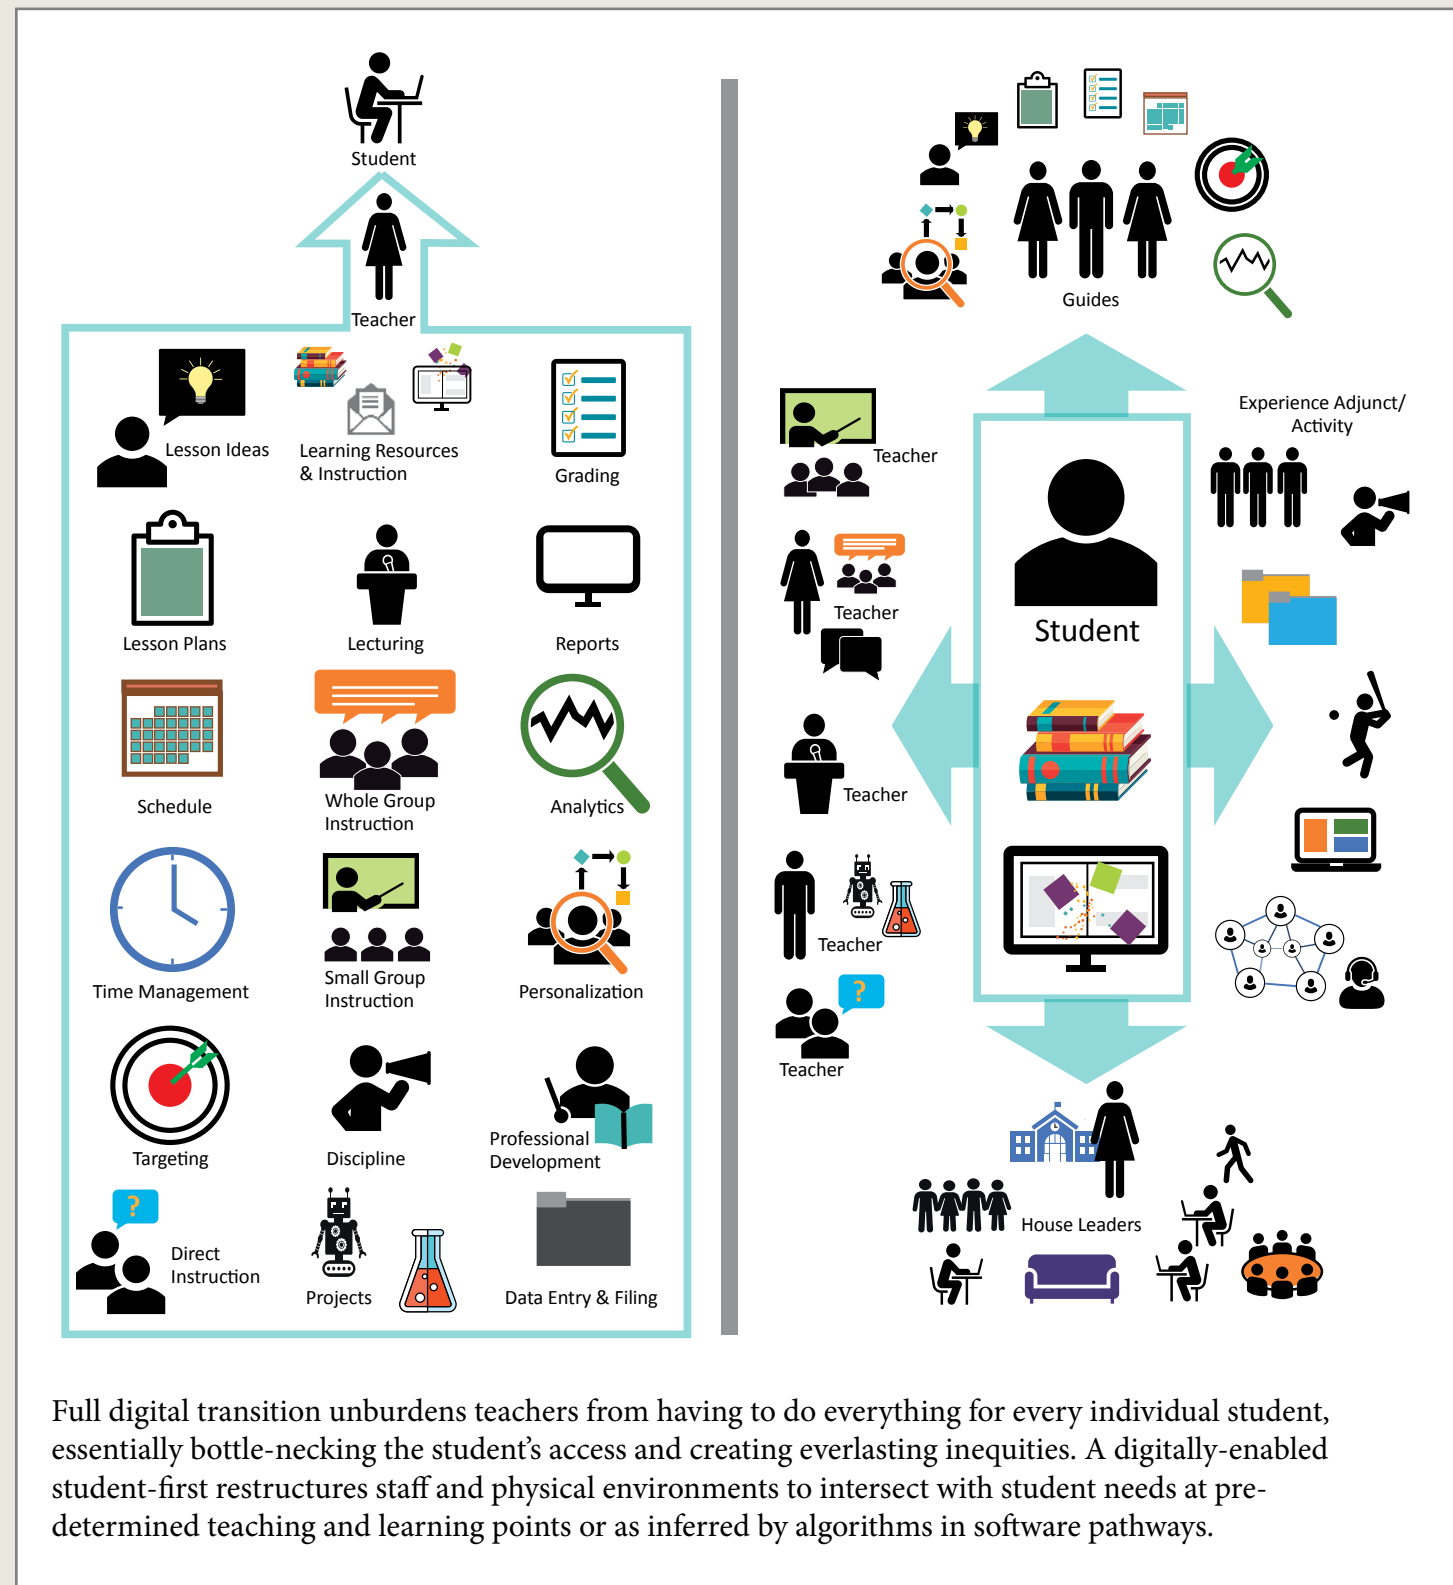 Student
Teacher
Lesson Ideas
Learning Resources
& Instruction
Grading
Lesson Plans
Lecturing
Reports
Schedule
Whole Group
Instruction
Analytics
Time Management
Small Group
Instruction
Personalization
Targeting
Discipline
Professional
Development
?
Direct
Instruction
Projects
Data Entry & Filing
Guides
Experience Adjunct/
Activity
Teacher
Teacher
Student
Teacher
Teacher
?
Teacher
House Leaders
Full digital transition unburdens teachers from having to do everything for every individual student,
essentially bottle-necking the student's access and creating everlasting inequities. A digitally-enabled
student-first restructures staff and physical environments to intersect with student needs at pre-
determined teaching and learning points or as inferred by algorithms in software pathways.